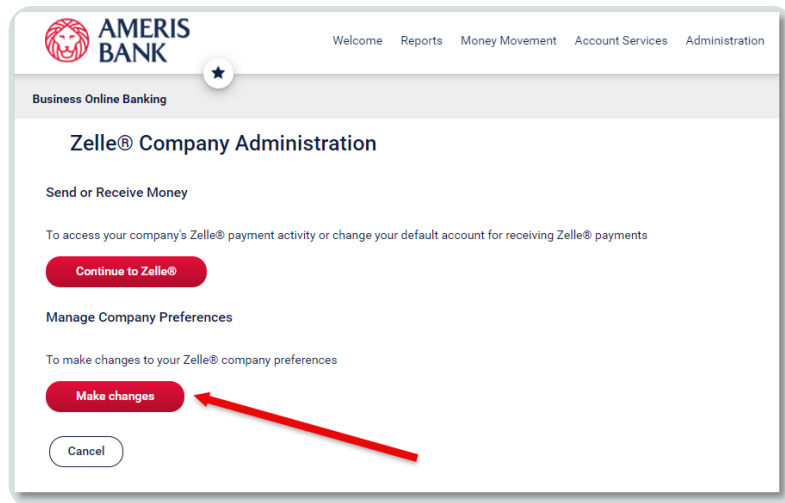 AMERIS
BANK
Welcome Reports Money Movement Account Services Administration
Business Online Banking
Zelle® Company Administration
Send or Receive Money
To access your company's Zelle® payment activity or change your default account for receiving Zelle® payments
Continue to Zelle®
Manage Company Preferences
To make changes to your Zelle® company preferences
Make changes
Cancel